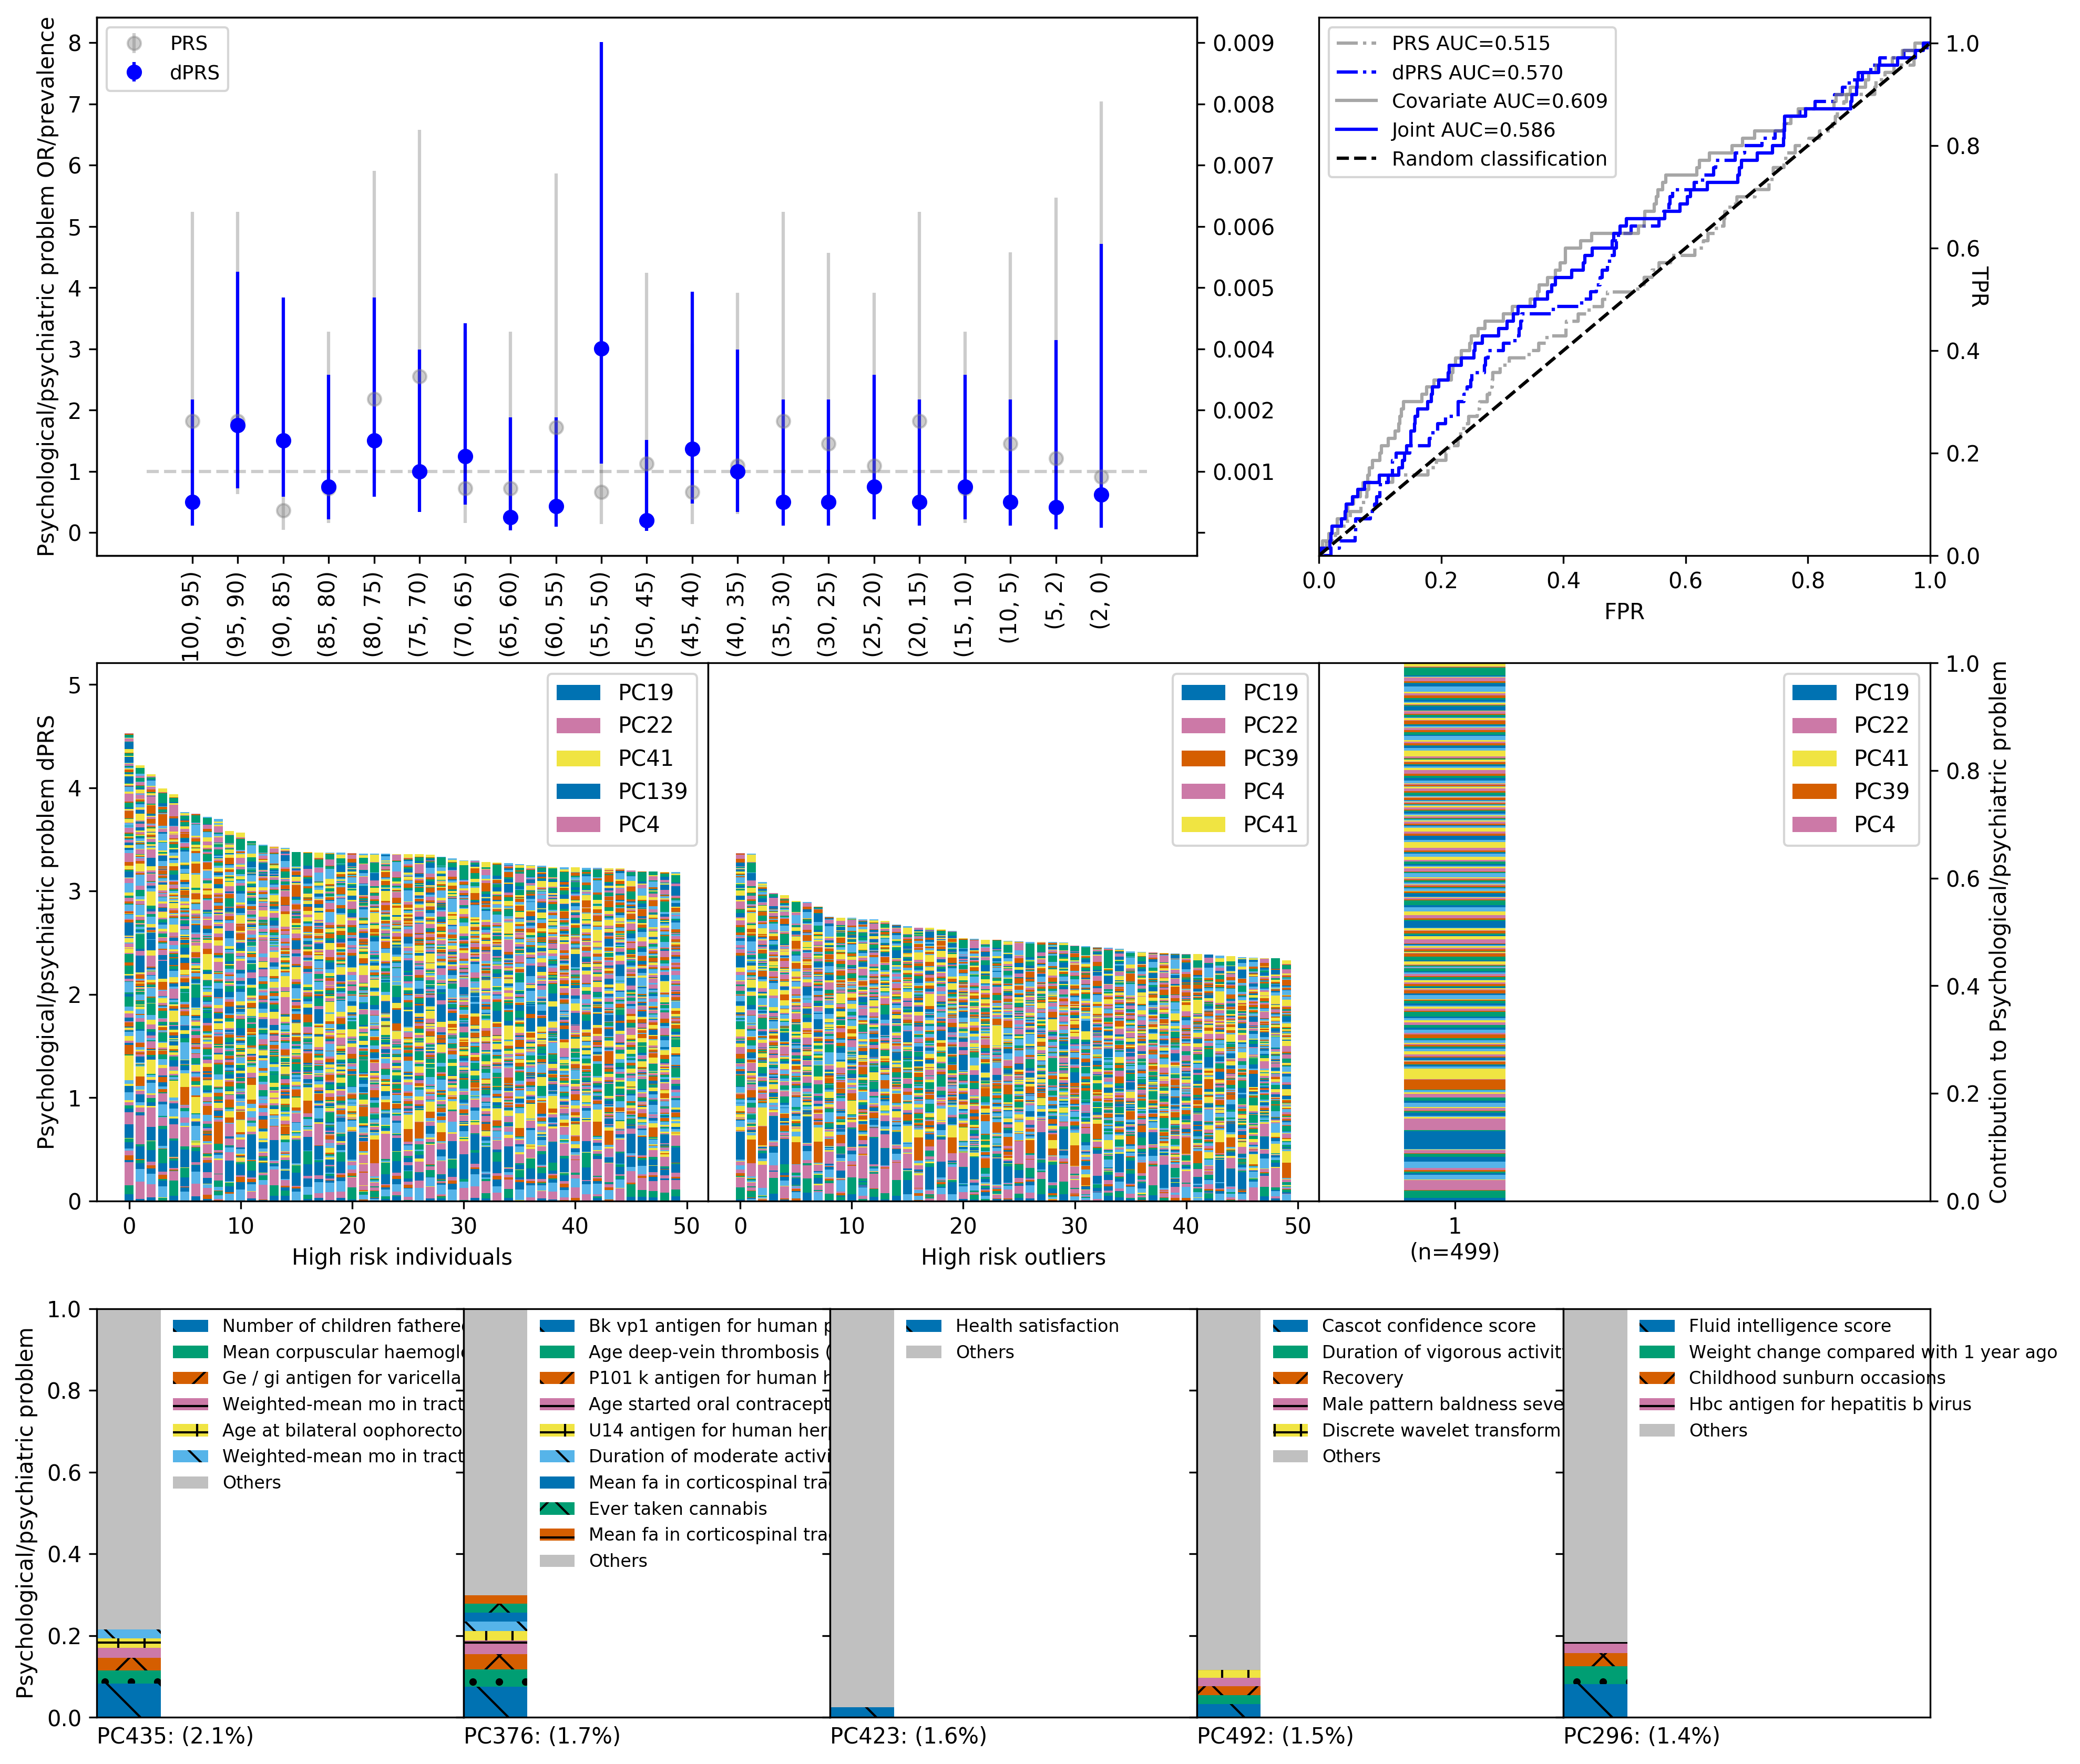 Psychological/psychiatric problem OR/prevalence
8
7
6
5
4
3
2
1
0
PRS
dPRS
0.009
0.008
0.007
0.006
0.005
0.004
0.002
0.001
100, 95)
(95, 90)
(90, 85)
(85, 80)
(80, 75)
(75, 70)
(70, 65)
(65, 60)
(60, 55)
(55, 50)
(50, 45)
(45, 40)
(40, 35)
(35, 30)
(30, 25)
(25, 20)
(20, 15)
(15, 10)
(10, 5)
(5, 2)
(2, 0)
PRS AUC=0.515
dPRS AUC=0.570
Covariate AUC=0.609
Joint AUC=0.586
Random classification
1.0
0.8
0.6
0.4
0.2
0.0
TPR
0.0 0.2 0.4 0.6 0.8 1.0
FPR
Psychological/psychiatric problem dPRS
5
4
3
2
1
0
PC19
PC22
PC41
PC139
PC4
0 10 20 30 40 50
High risk individuals
PC19
PC22
PC39
PC4
PC41
0 10 20 30 40 50
High risk outliers
PC19
PC22
PC41
PC39
PC4
1
(n=499)
1.0
0.8
0.6
0.4
0.2
0.0
Contribution to Psychological/psychiatric problem
Psychological/psychiatric problem
1.0
0.8
0.6
0.4
0.2
0.0
Number of children fathere
Mean corpuscular haemogl
Ge / gi antigen for varicella
Weighted-mean mo in tract
Age at bilateral oophorecto
Weighted-mean mo in tract
Others
PC435: (2.1%)
Bk vp1 antigen for human p
Age deep-vein thrombosis (
P101 k antigen for human h
Age started oral contracept
U14 antigen for human her
Duration of moderate activi
Mean fa in corticospinal tra
Ever taken cannabis
Mean fa in corticospinal tra
Others
PC376: (1.7%)
Health satisfaction
Others
PC423: (1.6%)
Cascot confidence score
Duration of vigorous activit
Recovery
Male pattern baldness seve
Discrete wavelet transform
Others
PC492: (1.5%)
Fluid intelligence score
Weight change compared with 1 year ago
Childhood sunburn occasions
Hbc antigen for hepatitis b virus
Others
PC296: (1.4%)